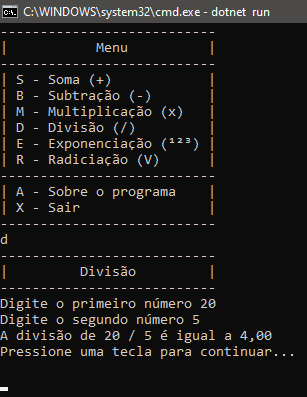 C:\WINDOWS\system32\cmd.exe - dotnet run
---------------------------
|           Menu          |
---------------------------
| S - Soma (+)            |
| B - Subtração (-)       |
| M - Multiplicação (x)   |
| D - Divisão (/)         |
| E - Exponenciação (¹²³) |
| R - Radiciação (V)      |
---------------------------
| A - Sobre o programa    |
| X - Sair                |
---------------------------
d
---------------------------
|         Divisão         |
---------------------------
Digite o primeiro número 20
Digite o segundo número 5
A divisão de 20 / 5 é igual a 4,00
Pressione uma tecla para continuar...